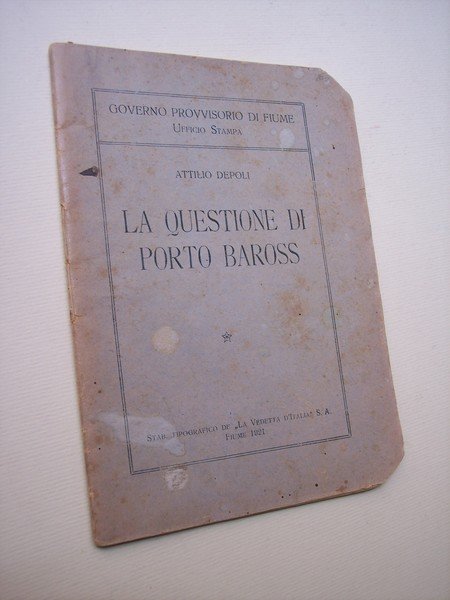 GOVERNO PROVVISORIO DI FIUME
UFFICIO STAMPA
ATTILIO DEPOLI
LA QUESTIONE DI
PORTO BAROSS
STAB. TIPOGRAFICO DE „LA VEDETTA D'ITALIA" S. A.
FIUME 1921